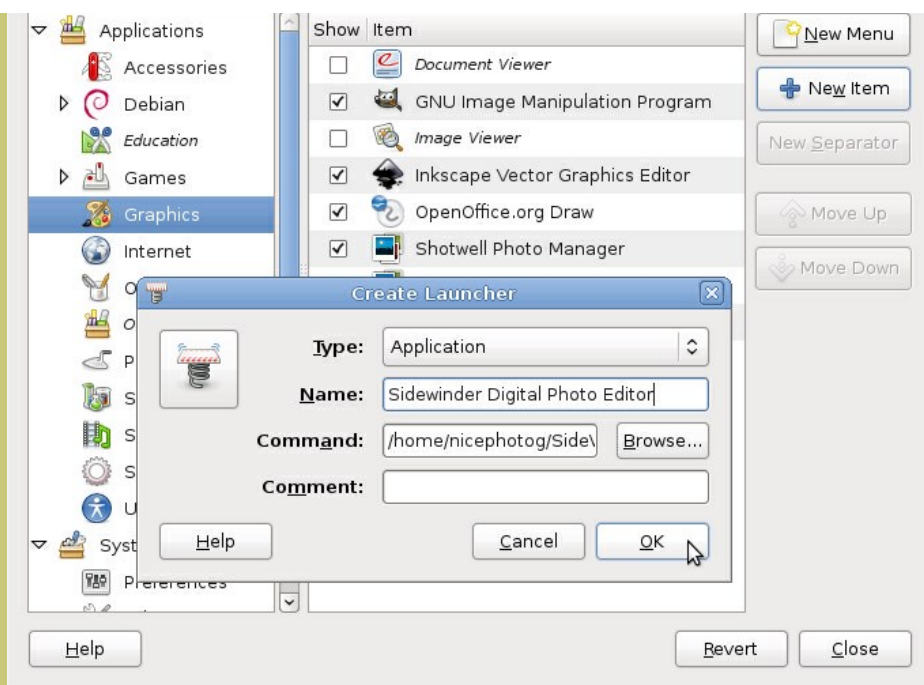 Applications
Accessories
Debian
Education
Games
Graphics
Internet
O
O
P
S
S
S
U
Syst
Preferences
Show Item
Document Viewer
GNU Image Manipulation Program
Image Viewer
Inkscape Vector Graphics Editor
OpenOffice.org Draw
Shotwell Photo Manager
New Menu
New Item
New Separator
Move Up
Move Down
Create Launcher
Type: Application
Name: Sidewinder Digital Photo Editor
Command: /home/nicephotog/Side\ Browse...
Comment:
Help Cancel OK
Help Revert Close